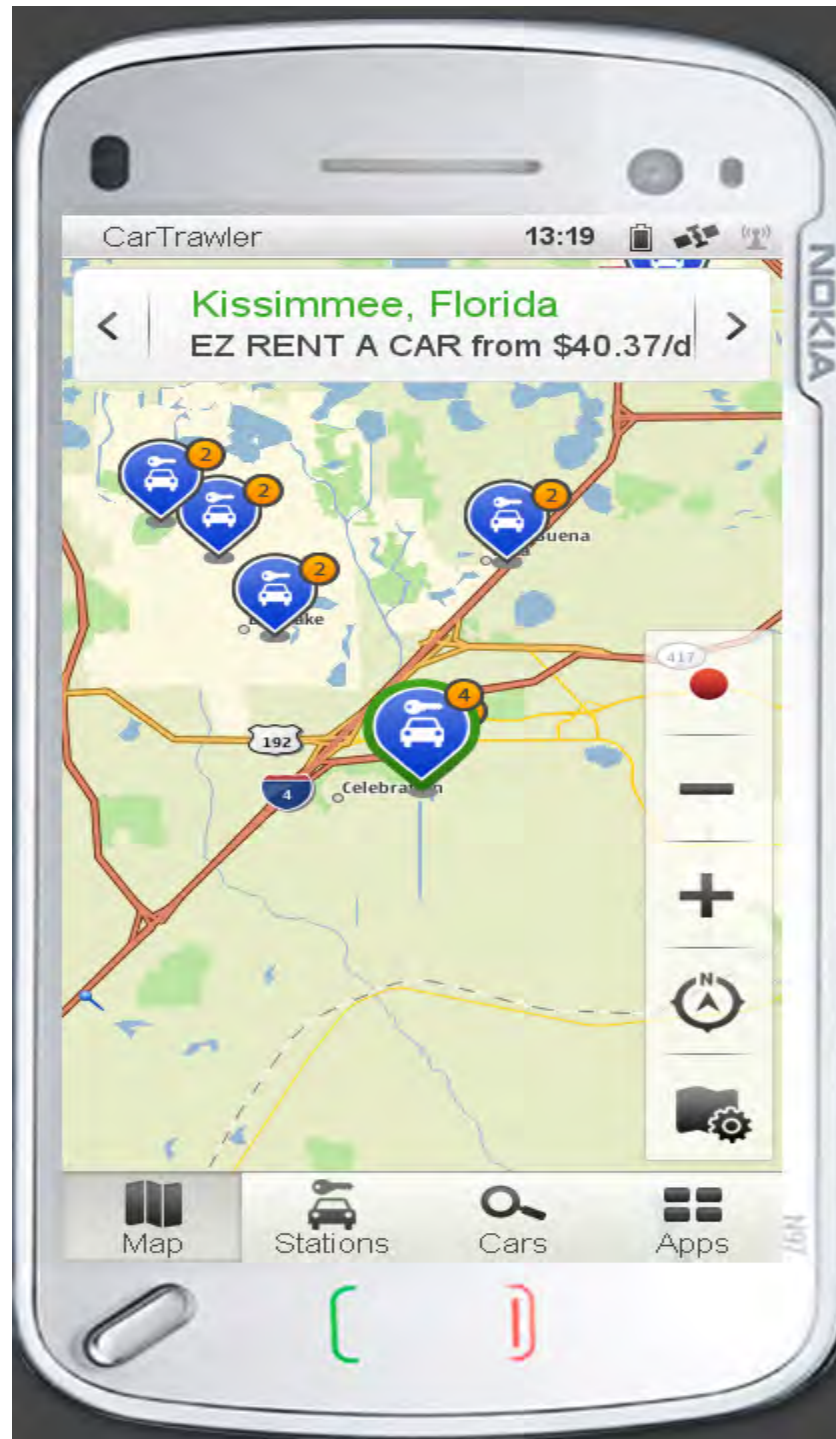 CarTrawler 13:19
NOKIA
Kissimmee, Florida
EZ RENT A CAR from $40.37/d
2
2
2
Buena
2
417
4
192
4
N
Map
Stations
Cars
Apps
N97